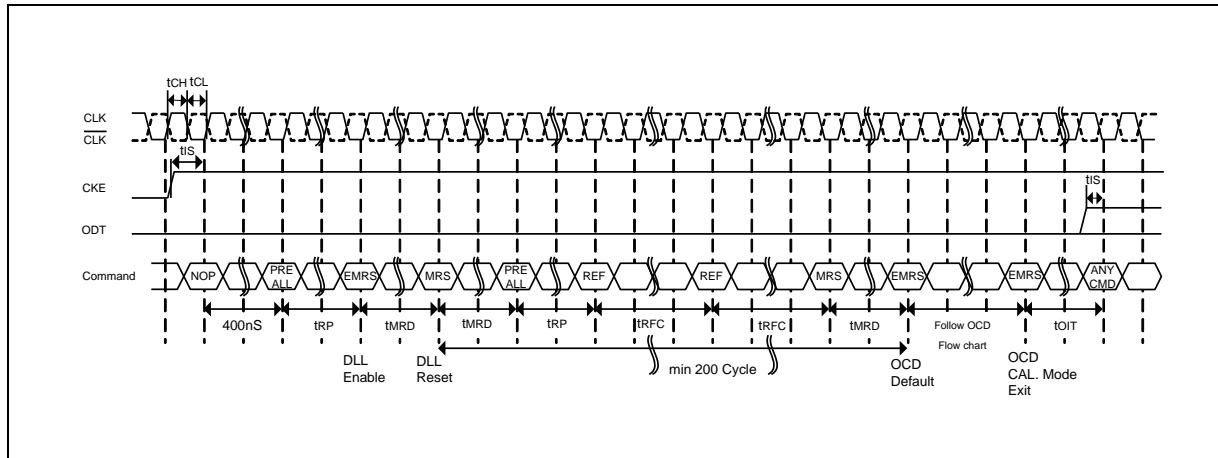 tCH tCL
CLK
CLK
tIS
CKE
tIS
ODT
Command NOP PRE ALL EMRS MRS PRE ALL REF REF MRS EMRS EMRS ANY CMD
400nS tRP tMRD tMRD tRP tRFC tRFC tMRD Follow OCD Flow chart tOIT
DLL Enable
DLL Reset
min 200 Cycle
OCD Default
OCD CAL. Mode Exit